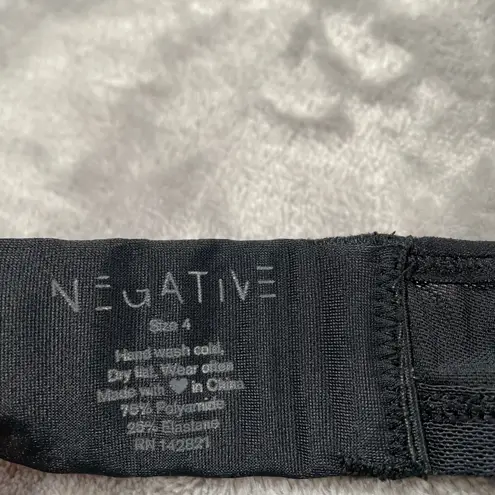 NEGATIVE
Size 4
Hand wash cold,
Dry flat. Wear often
Made with ♥ in China
75% Polyamide
25% Elastane
RN 142821